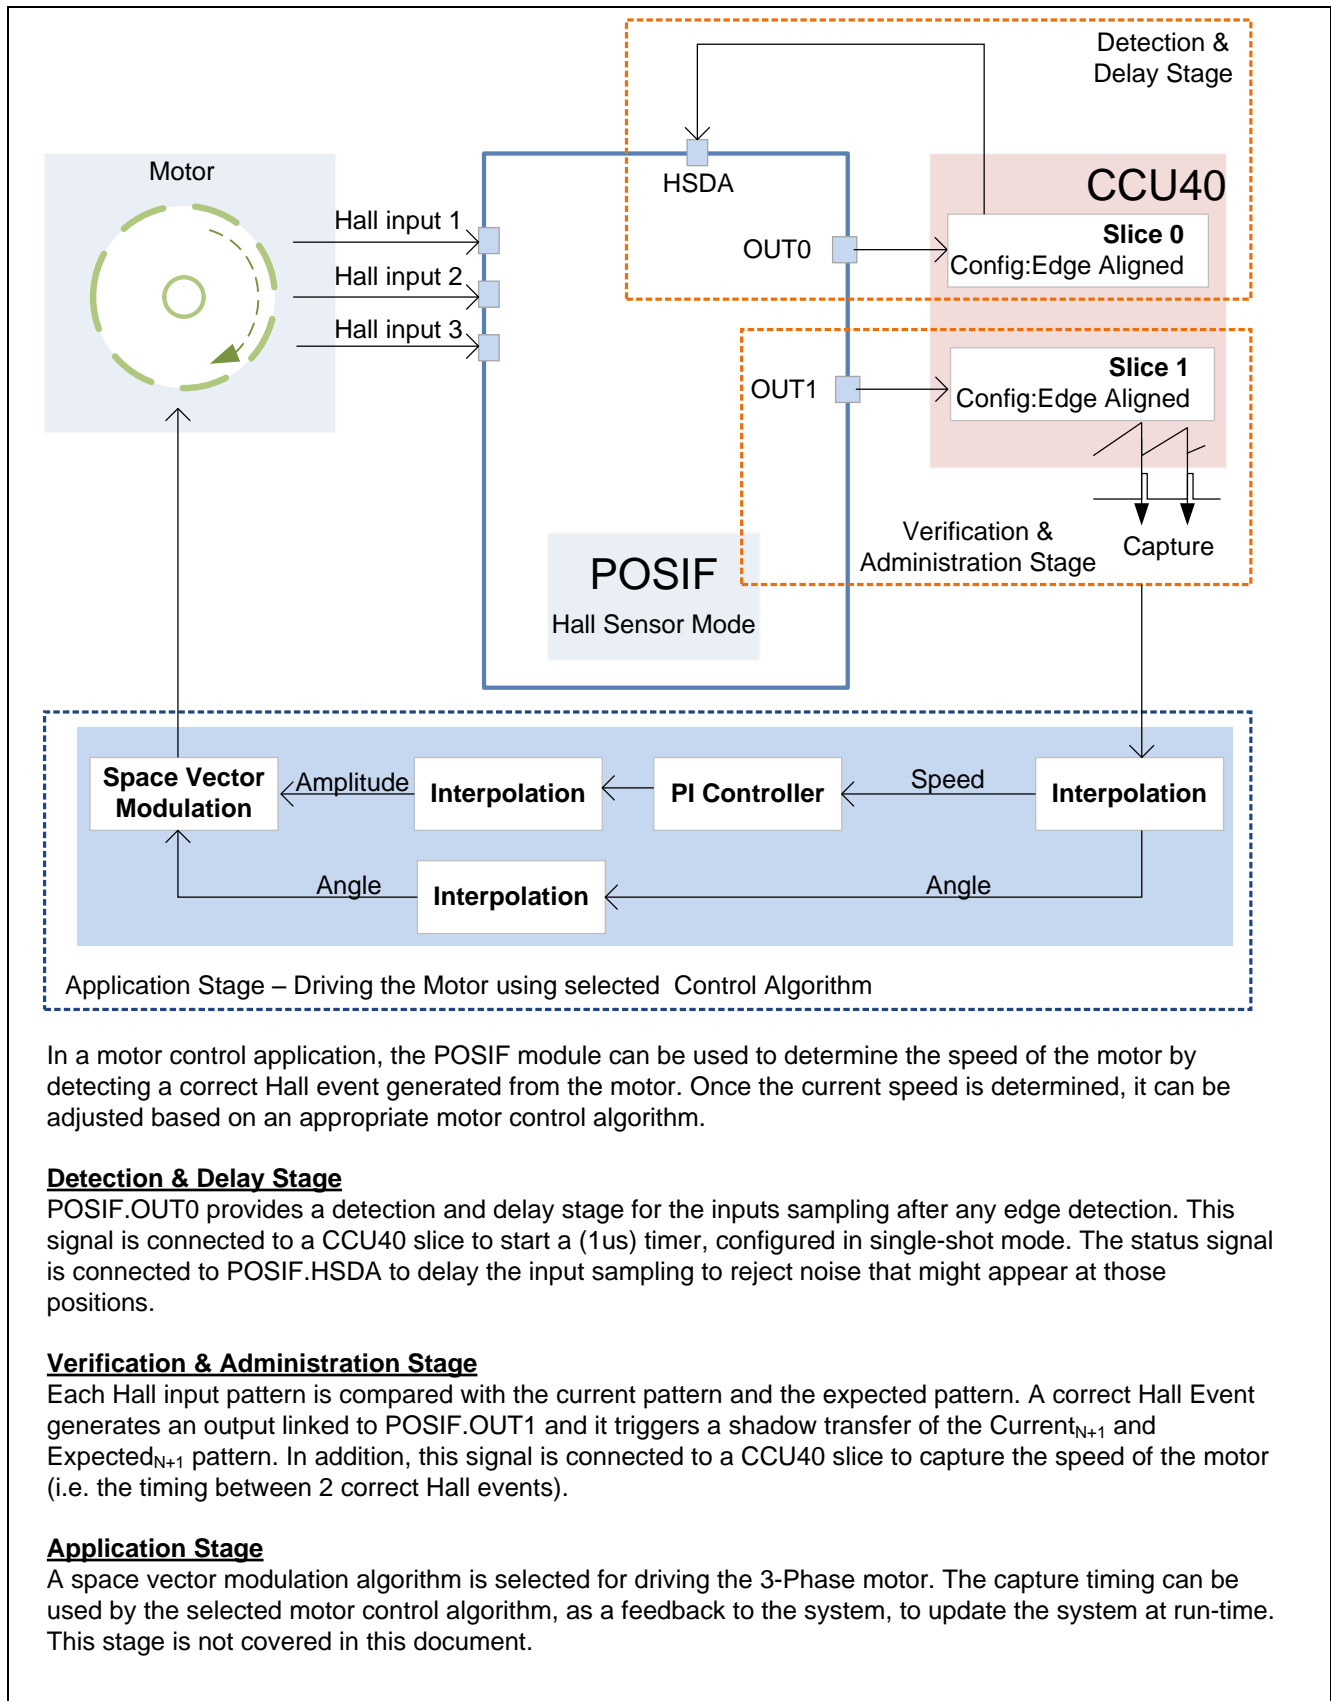 Detection &
Delay Stage
Motor
HSDA
CCU40
Hall input 1
Hall input 2
Hall input 3
OUT0
Slice 0
Config:Edge Aligned
OUT1
Slice 1
Config:Edge Aligned
Verification &
Administration Stage
Capture
POSIF
Hall Sensor Mode
Space Vector
Modulation
Amplitude
Interpolation
PI Controller
Speed
Interpolation
Angle
Interpolation
Angle
Application Stage – Driving the Motor using selected  Control Algorithm
In a motor control application, the POSIF module can be used to determine the speed of the motor by
detecting a correct Hall event generated from the motor. Once the current speed is determined, it can be
adjusted based on an appropriate motor control algorithm.
Detection & Delay Stage
POSIF.OUT0 provides a detection and delay stage for the inputs sampling after any edge detection. This
signal is connected to a CCU40 slice to start a (1us) timer, configured in single-shot mode. The status signal
is connected to POSIF.HSDA to delay the input sampling to reject noise that might appear at those
positions.
Verification & Administration Stage
Each Hall input pattern is compared with the current pattern and the expected pattern. A correct Hall Event
generates an output linked to POSIF.OUT1 and it triggers a shadow transfer of the CurrentN+1 and
ExpectedN+1 pattern. In addition, this signal is connected to a CCU40 slice to capture the speed of the motor
(i.e. the timing between 2 correct Hall events).
Application Stage
A space vector modulation algorithm is selected for driving the 3-Phase motor. The capture timing can be
used by the selected motor control algorithm, as a feedback to the system, to update the system at run-time.
This stage is not covered in this document.